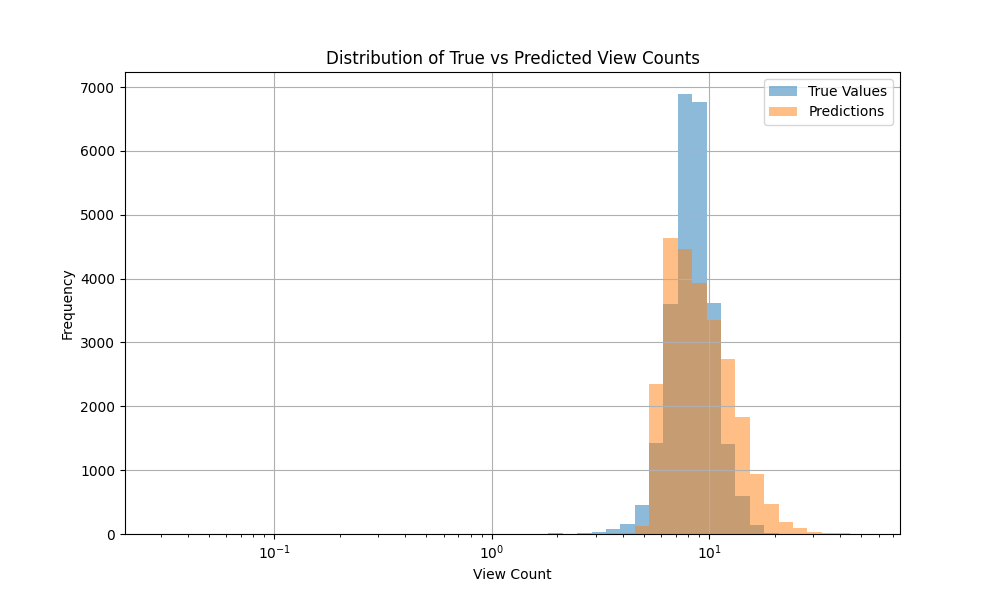 Distribution of True vs Predicted View Counts
True Values
Predictions
Frequency
7000
6000
5000
4000
3000
2000
1000
0
10⁻¹
10⁰
10¹
View Count